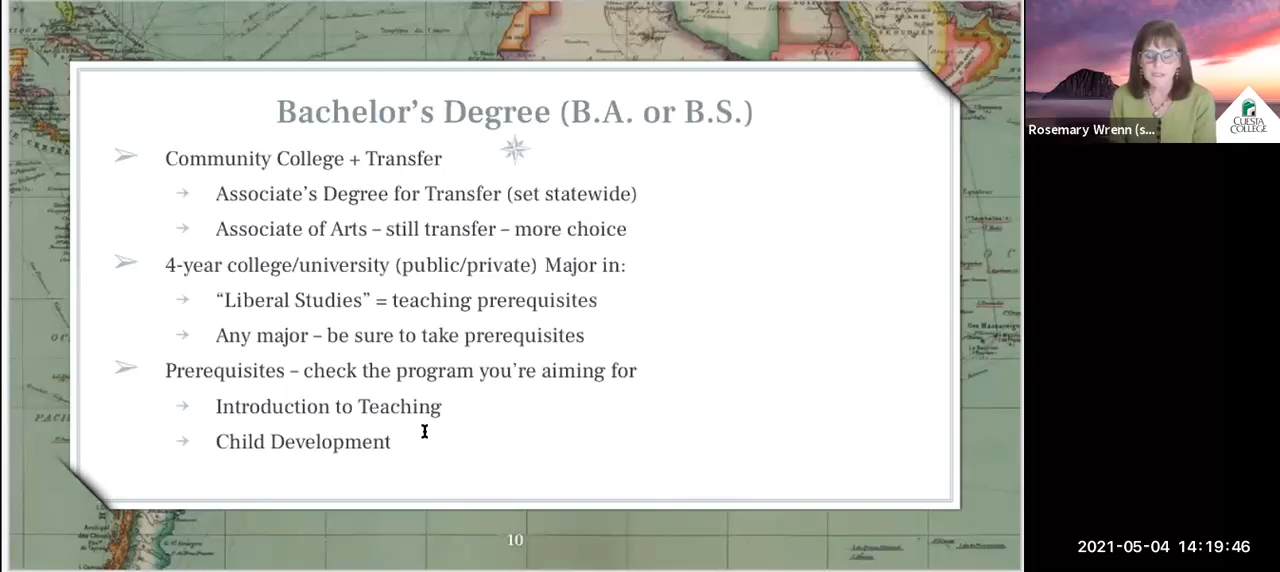 Bachelor’s Degree (B.A. or B.S.)
Community College + Transfer
Associate’s Degree for Transfer (set statewide)
Associate of Arts – still transfer – more choice
4-year college/university (public/private) Major in:
“Liberal Studies” = teaching prerequisites
Any major – be sure to take prerequisites
Prerequisites – check the program you’re aiming for
Introduction to Teaching
Child Development
10
Rosemary Wrenn (s...
CUESTA
COLLEGE
2021-05-04 14:19:46